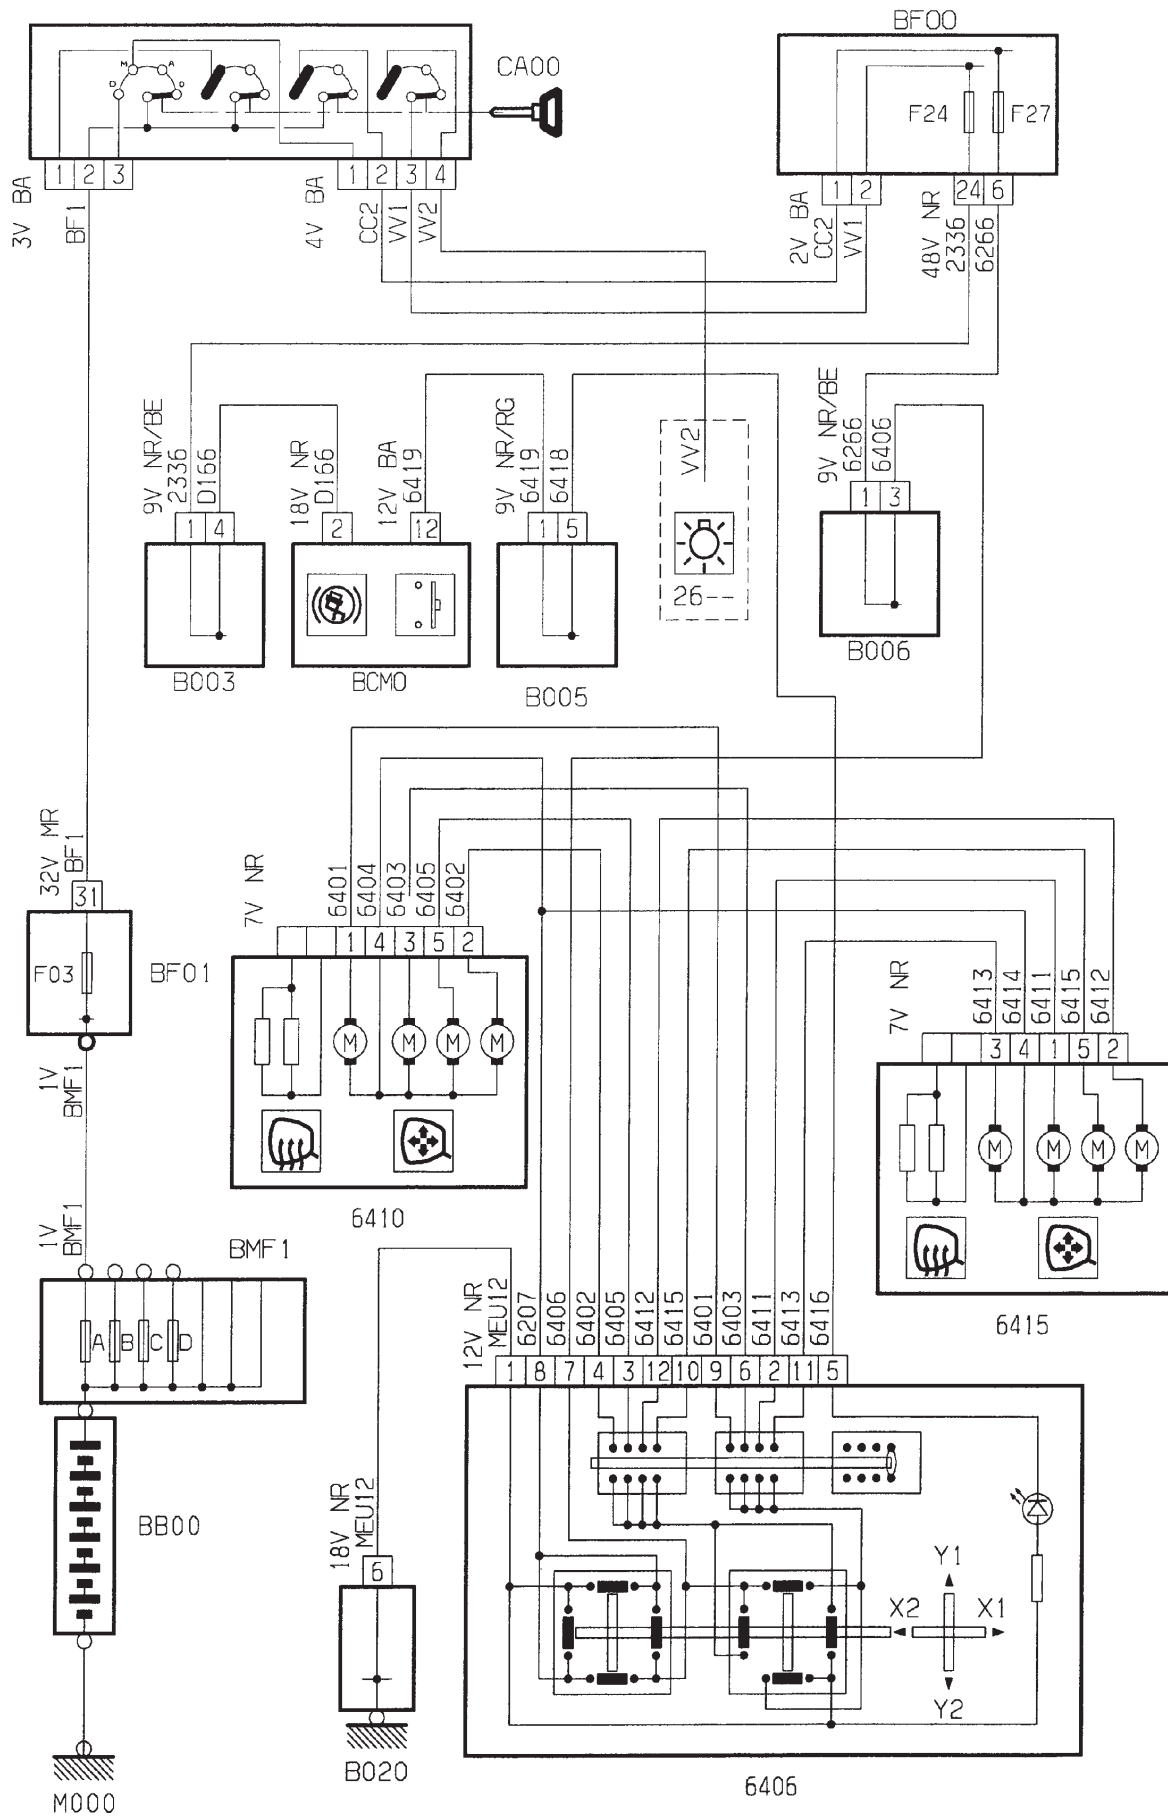 BF00
CA00
M A
D D
F24 F27
1 2 3
1 2 3 4
1 2
24 6
3V BA
BF1
4V BA
CC2
VV1
VV2
2V BA
CC2
VV1
48V NR
2336
6266
9V NR/BE
2336
D166
18V NR
D166
12V BA
6419
9V NR/RG
6419
6418
VV2
9V NR/BE
6266
6406
1 4
2
12
1 5
1 3
26--
B003
BCM0
B005
B006
32V MR
BF1
31
F03
BF01
7V NR
6401
6404
6403
6405
6402
1 4 3 5 2
M M M M
6410
7V NR
6413
6414
6411
6415
6412
3 4 1 5 2
M M M M
6415
1V
BMF1
1V
BMF1
BMF1
A B C D
BB00
M000
18V NR
MEU12
6
B020
12V NR
MEU12
6207
6406
6402
6405
6412
6415
6401
6403
6411
6413
6416
1 8 7 4 3 12 10 9 6 2 11 5
Y1
X2 X1
Y2
6406